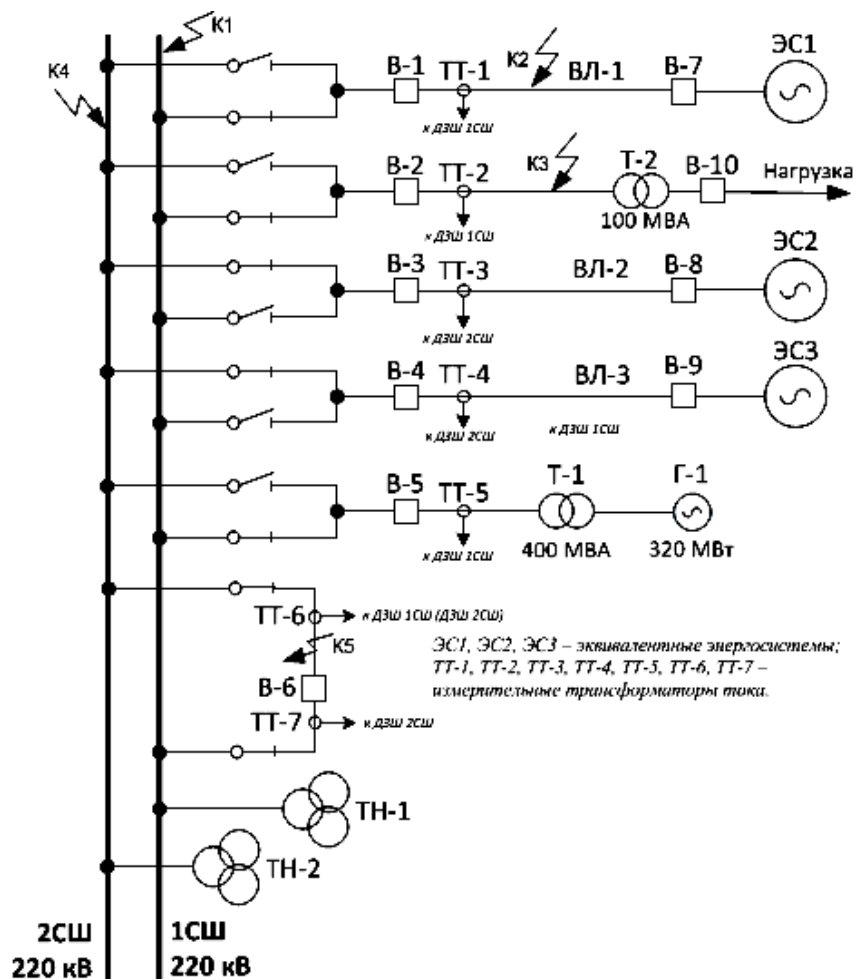 К1
К4
В-1 ТТ-1 К2 ВЛ-1 В-7 ЭС1
к ДЗШ 1СШ
В-2 ТТ-2 К3 Т-2 В-10 Нагрузка
к ДЗШ 1СШ
100 МВА
В-3 ТТ-3 ВЛ-2 В-8 ЭС2
к ДЗШ 2СШ
В-4 ТТ-4 ВЛ-3 В-9 ЭС3
к ДЗШ 2СШ к ДЗШ 1СШ
В-5 ТТ-5 Т-1 Г-1
к ДЗШ 1СШ 400 МВА 320 МВт
ТТ-6 к ДЗШ 1СШ (ДЗШ 2СШ)
К5
В-6
ТТ-7 к ДЗШ 2СШ
ЭС1, ЭС2, ЭС3 – эквивалентные энергосистемы;
ТТ-1, ТТ-2, ТТ-3, ТТ-4, ТТ-5, ТТ-6, ТТ-7 –
измерительные трансформаторы тока.
ТН-1
ТН-2
2СШ 1СШ
220 кВ 220 кВ